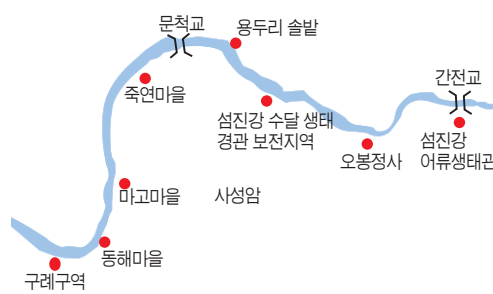 문척교
용두리 솔밭
간전교
죽연마을
섬진강 수달 생태
경관 보전지역
섬진강
어류생태관
오봉정사
마고마을
사성암
동해마을
구례구역